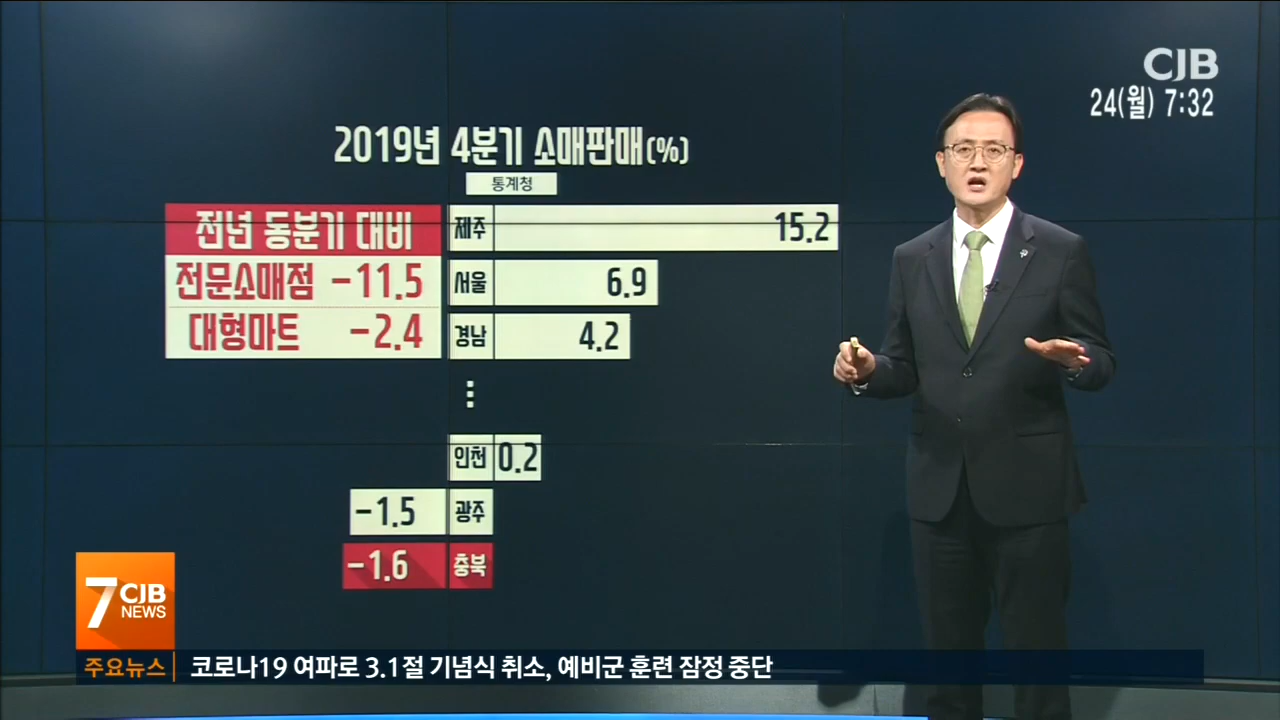 CJB
24(월) 7:32
2019년 4분기 소매판매(%)
통계청
전년 동분기 대비
전문소매점 -11.5
대형마트 -2.4
제주 15.2
서울 6.9
경남 4.2
인천 0.2
-1.5 광주
-1.6 충북
7 CJB NEWS
주요뉴스 코로나19 여파로 3.1절 기념식 취소, 예비군 훈련 잠정 중단